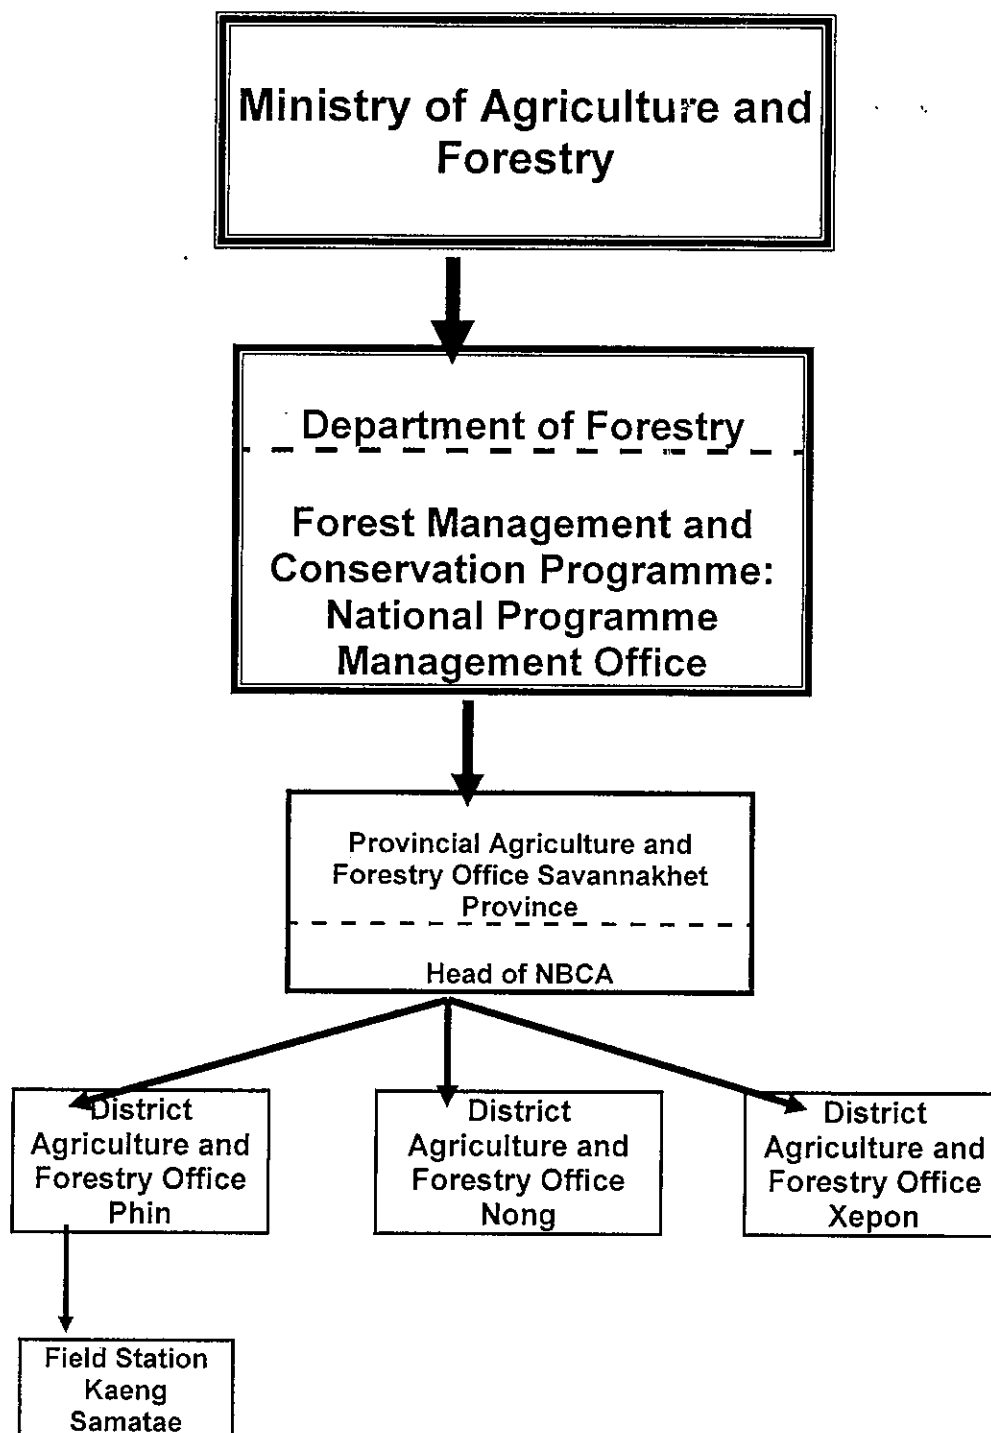 Ministry of Agriculture and
Forestry
Department of Forestry
Forest Management and
Conservation Programme:
National Programme
Management Office
Provincial Agriculture and
Forestry Office Savannakhet
Province
Head of NBCA
District
Agriculture and
Forestry Office
Phin
District
Agriculture and
Forestry Office
Nong
District
Agriculture and
Forestry Office
Xepon
Field Station
Kaeng
Samatae